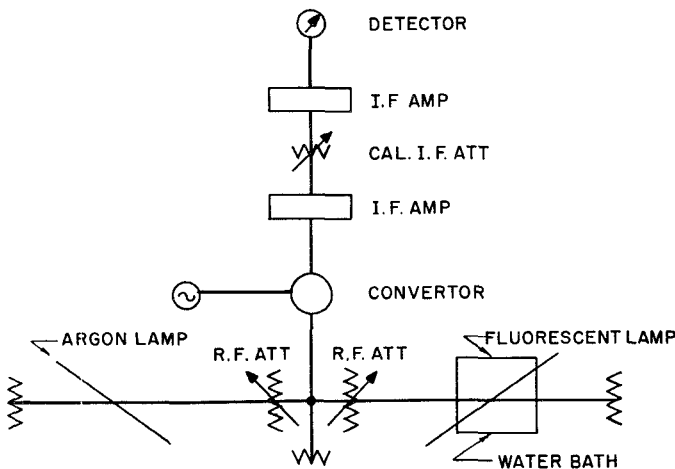 DETECTOR
I.F AMP
CAL. I.F. ATT
I.F. AMP
CONVERTOR
ARGON LAMP
R.F. ATT
R.F. ATT
FLUORESCENT LAMP
WATER BATH